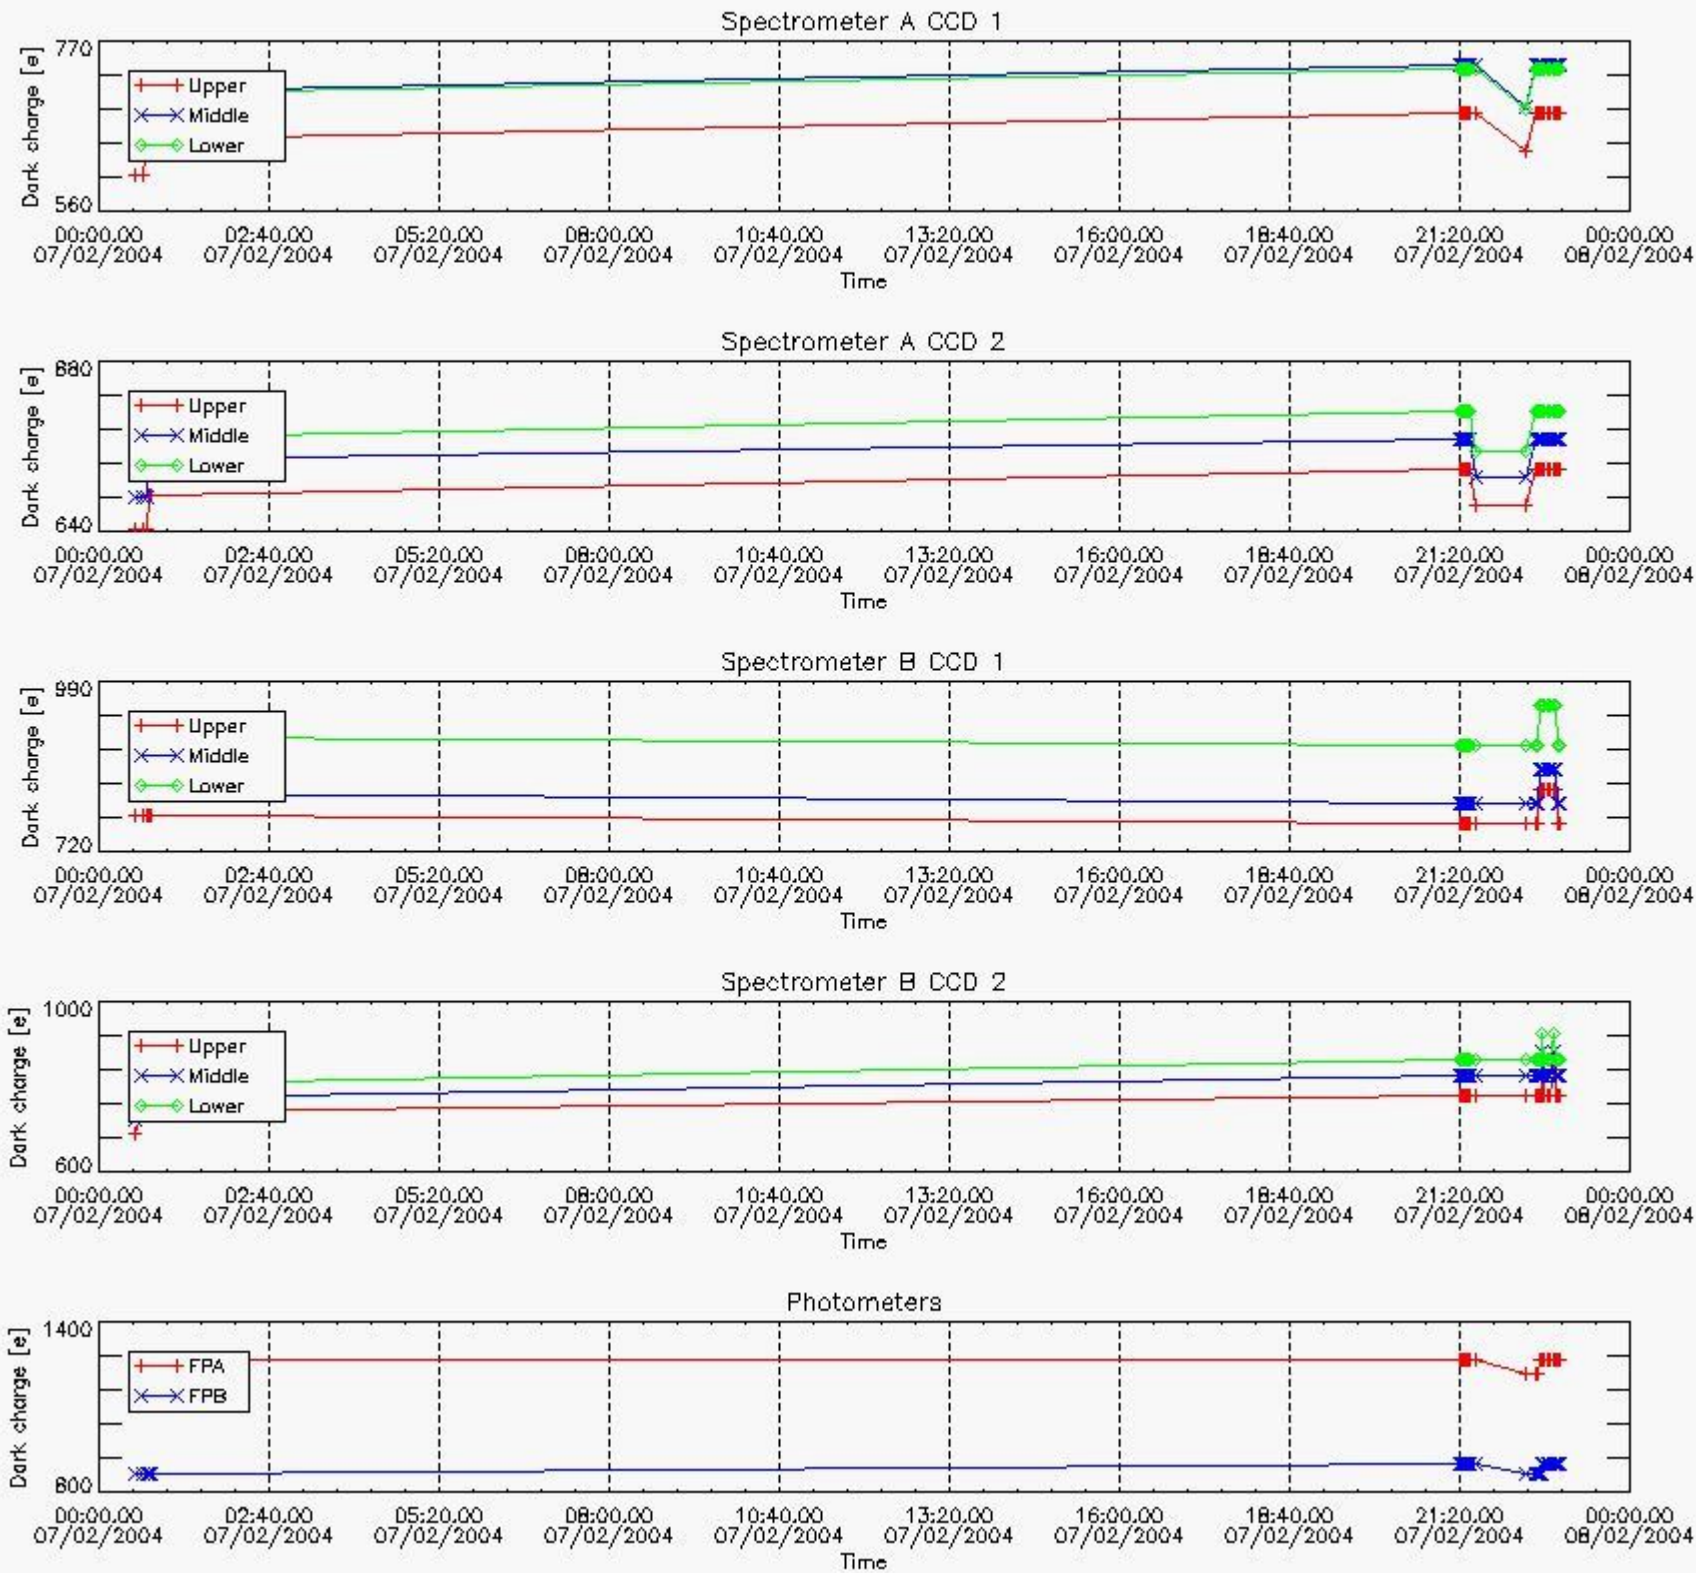 Spectrometer A CCD 1
770
Dark charge [e]
Upper
Middle
Lower
560
00:00.00 02:40.00 05:20.00 08:00.00 10:40.00 13:20.00 16:00.00 18:40.00 21:20.00 00:00.00
07/02/2004 07/02/2004 07/02/2004 07/02/2004 07/02/2004 07/02/2004 07/02/2004 07/02/2004 07/02/2004 08/02/2004
Time
Spectrometer A CCD 2
880
Dark charge [e]
Upper
Middle
Lower
640
00:00.00 02:40.00 05:20.00 08:00.00 10:40.00 13:20.00 16:00.00 18:40.00 21:20.00 00:00.00
07/02/2004 07/02/2004 07/02/2004 07/02/2004 07/02/2004 07/02/2004 07/02/2004 07/02/2004 07/02/2004 08/02/2004
Time
Spectrometer B CCD 1
990
Dark charge [e]
Upper
Middle
Lower
720
00:00.00 02:40.00 05:20.00 08:00.00 10:40.00 13:20.00 16:00.00 18:40.00 21:20.00 00:00.00
07/02/2004 07/02/2004 07/02/2004 07/02/2004 07/02/2004 07/02/2004 07/02/2004 07/02/2004 07/02/2004 08/02/2004
Time
Spectrometer B CCD 2
1000
Dark charge [e]
Upper
Middle
Lower
600
00:00.00 02:40.00 05:20.00 08:00.00 10:40.00 13:20.00 16:00.00 18:40.00 21:20.00 00:00.00
07/02/2004 07/02/2004 07/02/2004 07/02/2004 07/02/2004 07/02/2004 07/02/2004 07/02/2004 07/02/2004 08/02/2004
Time
Photometers
1400
Dark charge [e]
FPA
FPB
800
00:00.00 02:40.00 05:20.00 08:00.00 10:40.00 13:20.00 16:00.00 18:40.00 21:20.00 00:00.00
07/02/2004 07/02/2004 07/02/2004 07/02/2004 07/02/2004 07/02/2004 07/02/2004 07/02/2004 07/02/2004 08/02/2004
Time